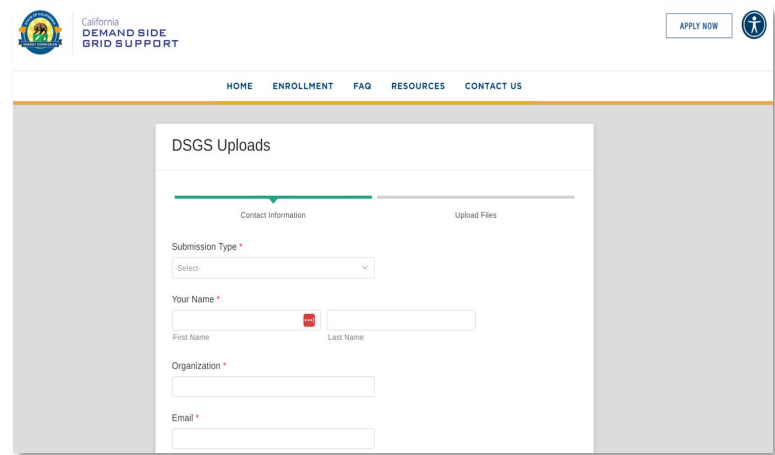 California
DEMAND SIDE
GRID SUPPORT
APPLY NOW
HOME ENROLLMENT FAQ RESOURCES CONTACT US
DSGS Uploads
Contact Information Upload Files
Submission Type *
-Select-
Your Name *
First Name Last Name
Organization *
Email *